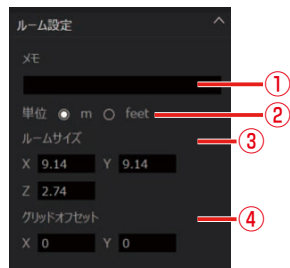 ルーム設定
メモ
①
単位 m feet
②
ルームサイズ
③
X 9.14 Y 9.14
Z 2.74
グリッドオフセット
④
X 0 Y 0